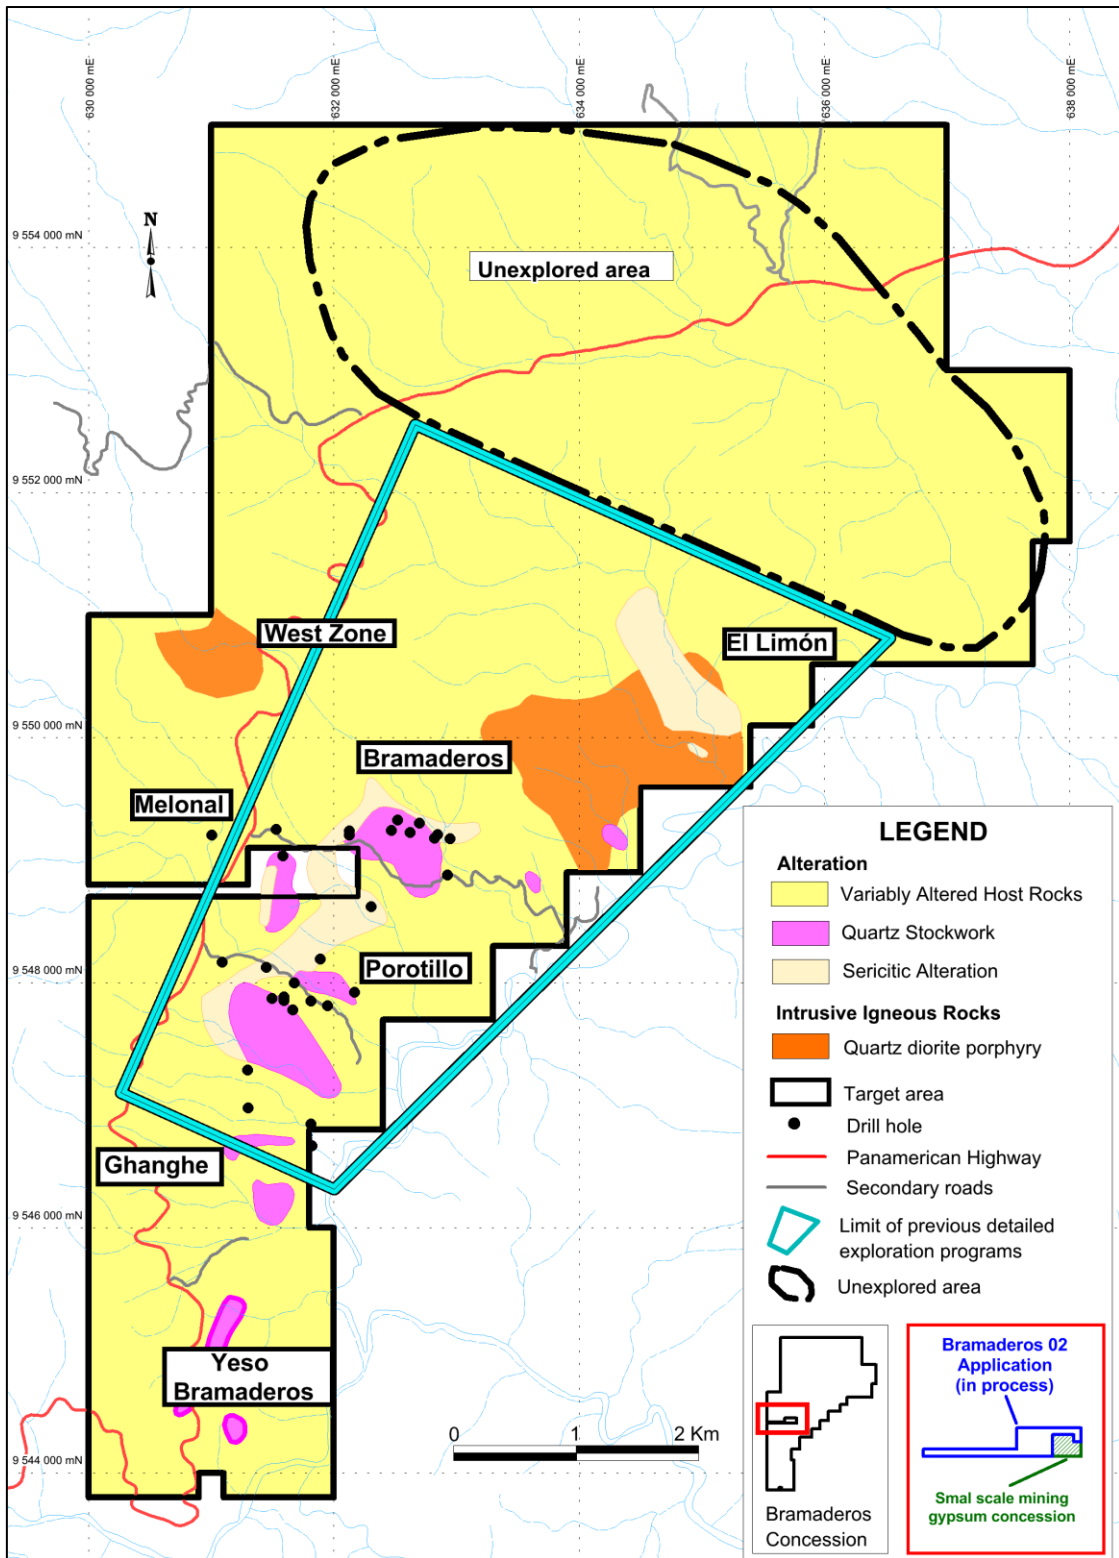 630 000 mE
632 000 mE
634 000 mE
636 000 mE
638 000 mE
N
9 554 000 mN
Unexplored area
9 552 000 mN
West Zone
El Limón
9 550 000 mN
Bramaderos
Melonal
9 548 000 mN
Porotillo
Ghanghe
9 546 000 mN
Yeso
Bramaderos
9 544 000 mN
0 1 2 Km
LEGEND
Alteration
Variably Altered Host Rocks
Quartz Stockwork
Sericitic Alteration
Intrusive Igneous Rocks
Quartz diorite porphyry
Target area
Drill hole
Panamerican Highway
Secondary roads
Limit of previous detailed
exploration programs
Unexplored area
Bramaderos
Concession
Bramaderos 02
Application
(in process)
Smal scale mining
gypsum concession